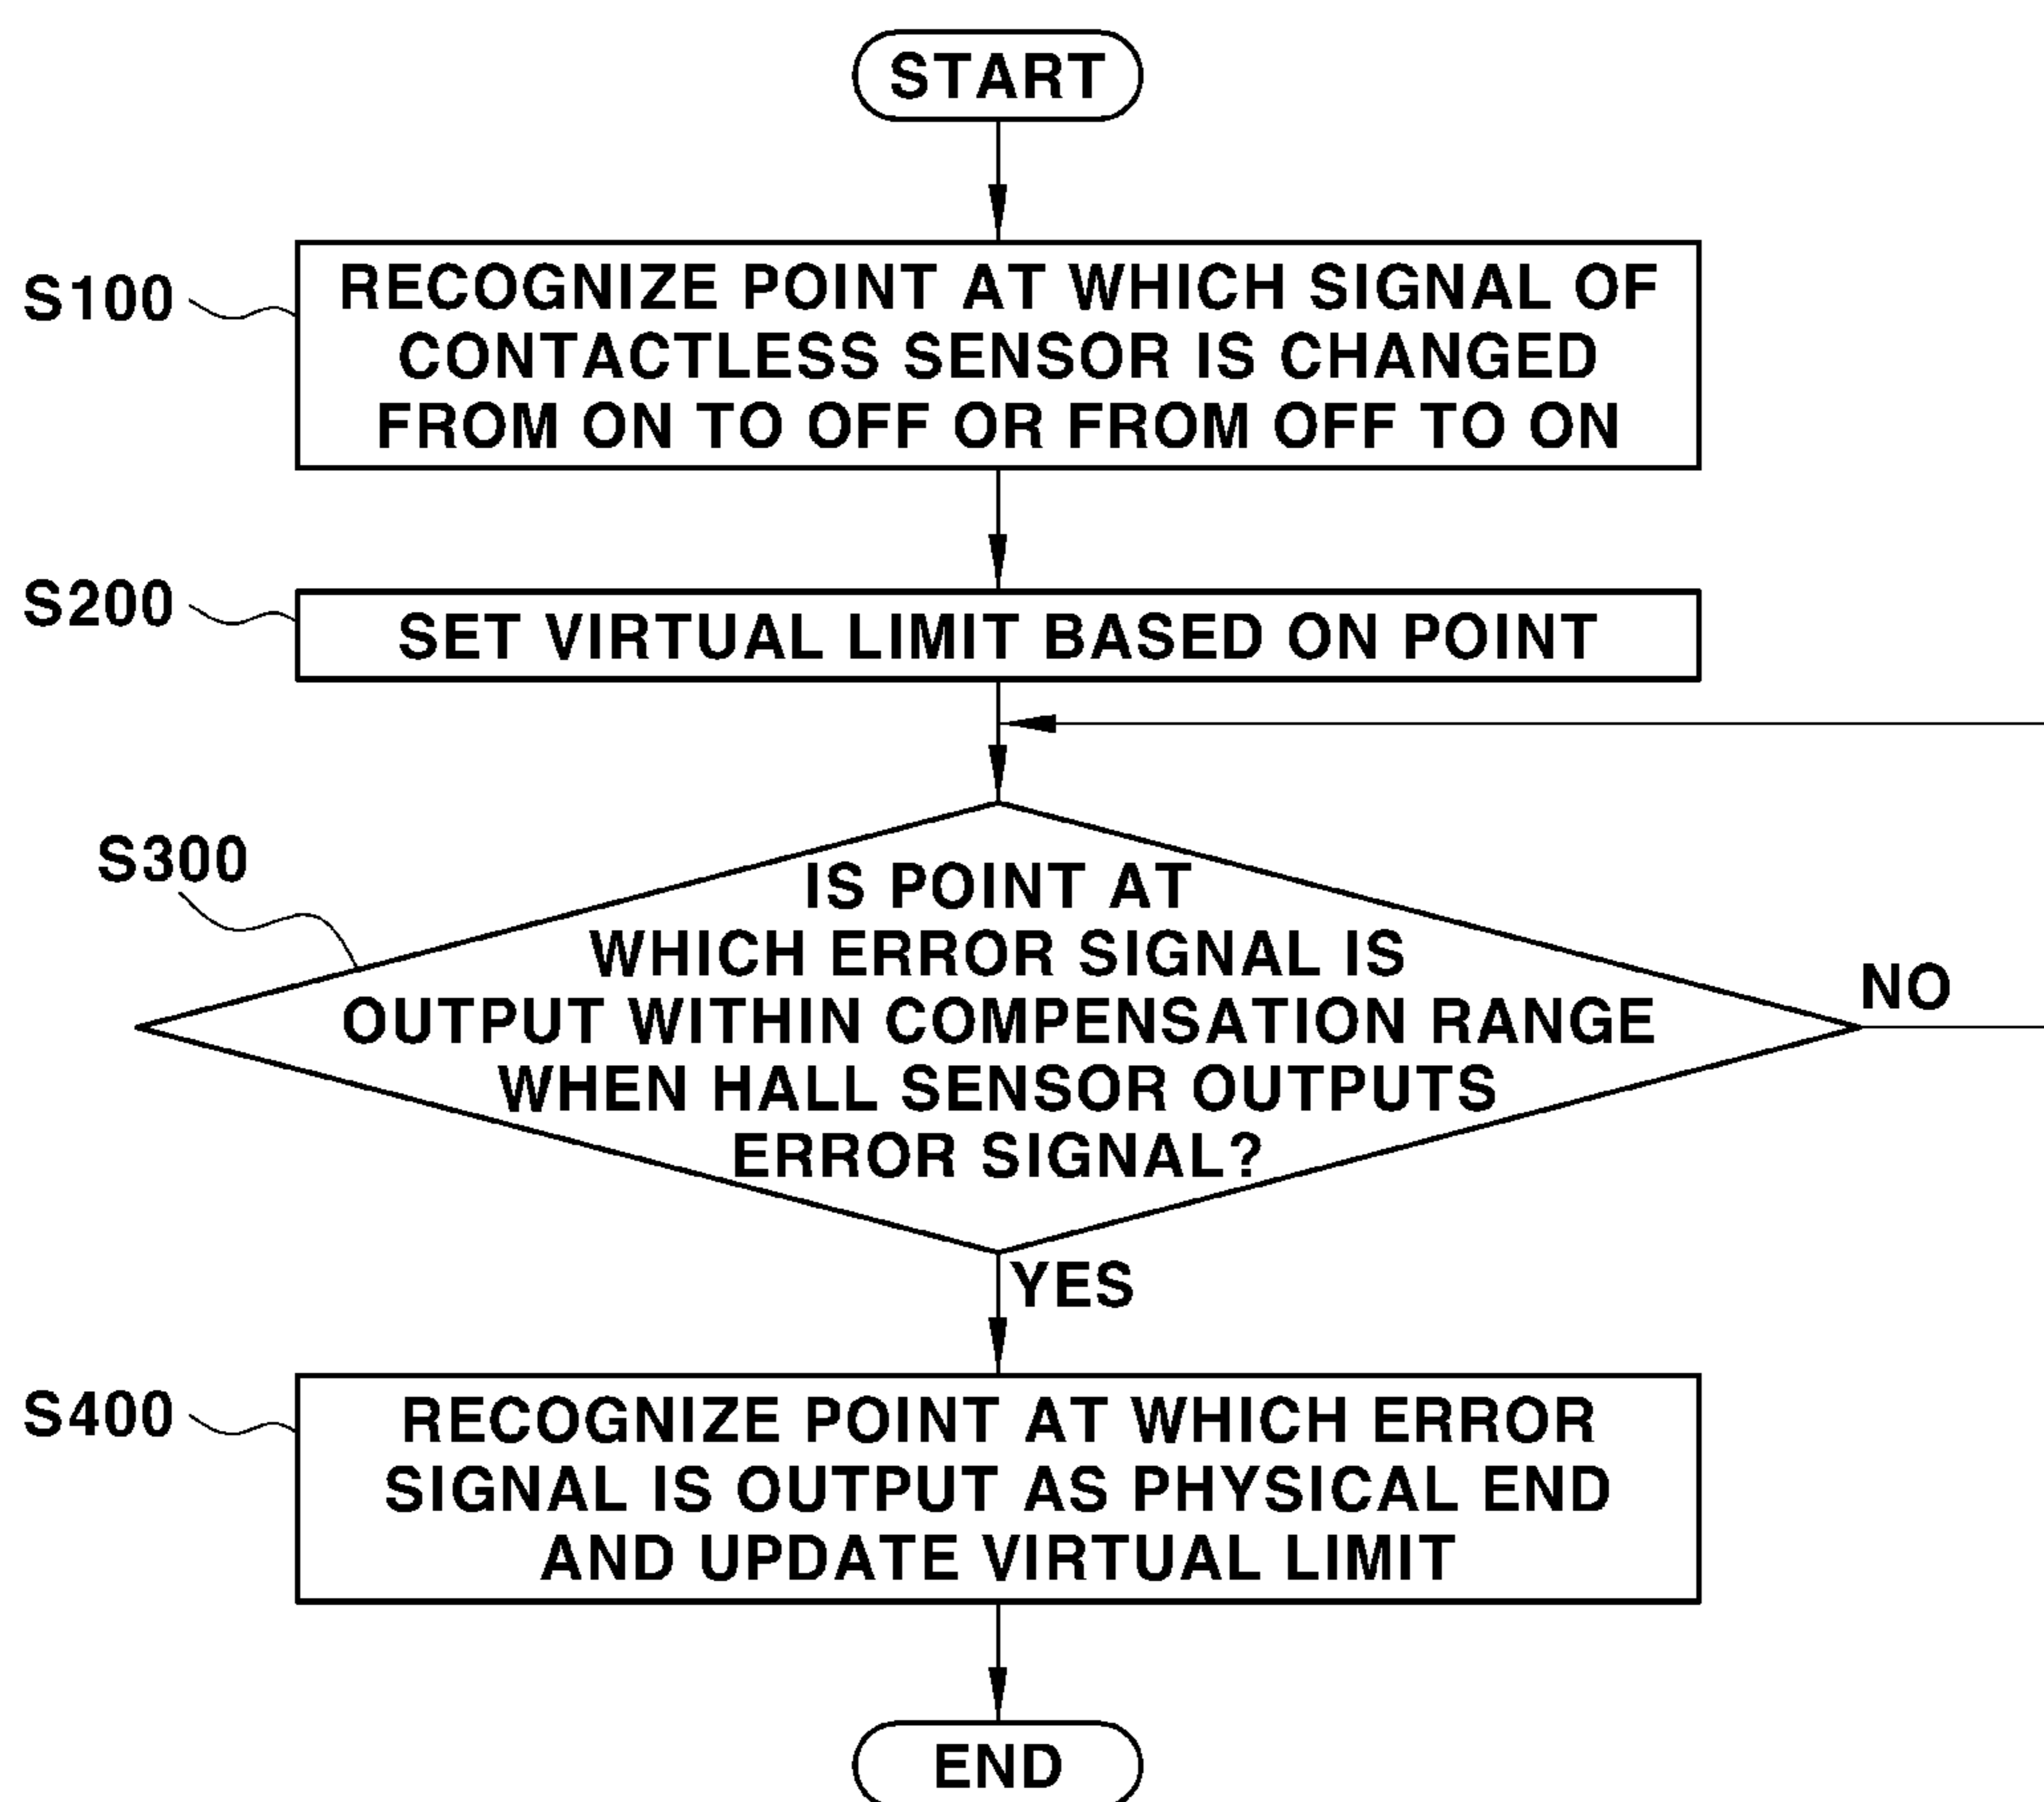 START
S100
RECOGNIZE POINT AT WHICH SIGNAL OF
CONTACTLESS SENSOR IS CHANGED
FROM ON TO OFF OR FROM OFF TO ON
S200
SET VIRTUAL LIMIT BASED ON POINT
S300
IS POINT AT
WHICH ERROR SIGNAL IS
OUTPUT WITHIN COMPENSATION RANGE
WHEN HALL SENSOR OUTPUTS
ERROR SIGNAL?
NO
YES
S400
RECOGNIZE POINT AT WHICH ERROR
SIGNAL IS OUTPUT AS PHYSICAL END
AND UPDATE VIRTUAL LIMIT
END